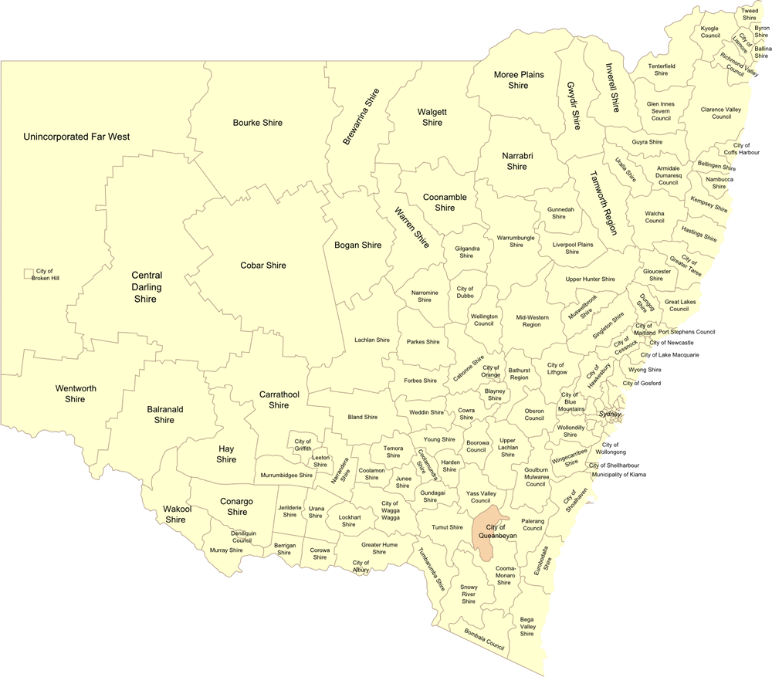 Tweed
Shire
Kyogle
Council
Byron
Shire
City of
Lismore
Ballina
Shire
Richmond Valley
Council
Tenterfield
Shire
Moree Plains
Shire
Gwydir Shire
Inverell Shire
Glen Innes
Severn
Council
Clarence Valley
Council
Unincorporated Far West
Bourke Shire
Brewarrina Shire
Walgett
Shire
Narrabri
Shire
Guyra Shire
City of
Coffs Harbour
Uralla Shire
Armidale
Dumaresq
Council
Bellingen Shire
Nambucca
Shire
Kempsey Shire
Tamworth Region
Coonamble
Shire
Warren Shire
Gunnedah
Shire
Walcha
Council
Hastings Shire
Bogan Shire
Gilgandra
Shire
Warrumbungle
Shire
Liverpool Plains
Shire
City of
Greater Taree
Cobar Shire
City of
Broken Hill
Central
Darling
Shire
Upper Hunter Shire
Gloucester
Shire
Narromine
Shire
City of
Dubbo
Muswellbrook
Shire
Dungog
Shire
Great Lakes
Council
Wellington
Council
Mid-Western
Region
Singleton Shire
City of
Maitland
Port Stephens Council
City of
Cessnock
City of Newcastle
City of Lake Macquarie
Lachlan Shire
Parkes Shire
Cabonne Shire
City of
Orange
Bathurst
Region
City of
Lithgow
City of
Hawkesbury
Wyong Shire
City of Gosford
Wentworth
Shire
Balranald
Shire
Carrathool
Shire
Forbes Shire
Blayney
Shire
City of
Blue
Mountains
Bland Shire
Weddin Shire
Cowra
Shire
Oberon
Council
Sydney
Wollondilly
Shire
Hay
Shire
City of
Griffith
Leeton
Shire
Narrandera
Shire
Temora
Shire
Young Shire
Boorowa
Council
Upper
Lachlan
Shire
City of
Wollongong
Wingecarribee
Shire
City of Shellharbour
Municipality of Kiama
Murrumbidgee Shire
Coolamon
Shire
Junee
Shire
Cootamundra
Shire
Harden
Shire
Goulburn
Mulwaree
Council
City of
Shoalhaven
Wakool
Shire
Conargo
Shire
Jerilderie
Shire
Urana
Shire
Lockhart
Shire
City of
Wagga
Wagga
Gundagai
Shire
Yass Valley
Council
Tumut Shire
City of
Queanbeyan
Palerang
Council
Deniliquin
Council
Murray Shire
Berrigan
Shire
Corowa
Shire
Greater Hume
Shire
City of
Albury
Tumbarumba Shire
Eurobodalla
Shire
Cooma-
Monaro
Shire
Snowy
River
Shire
Bega
Valley
Shire
Bombala Council